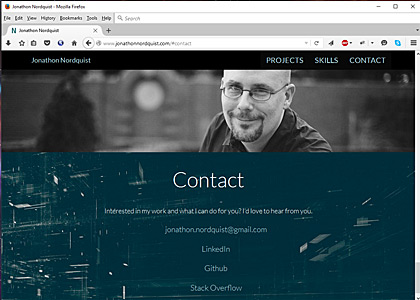 Jonathon Nordquist - Mozilla Firefox
File Edit View History Bookmarks Tools Help
Search
N Jonathon Nordquist
www.jonathonnordquist.com/#contact
Jonathon Nordquist PROJECTS SKILLS CONTACT
Contact
Interested in my work and what I can do for you? I'd love to hear from you.
jonathon.nordquist@gmail.com
LinkedIn
Github
Stack Overflow